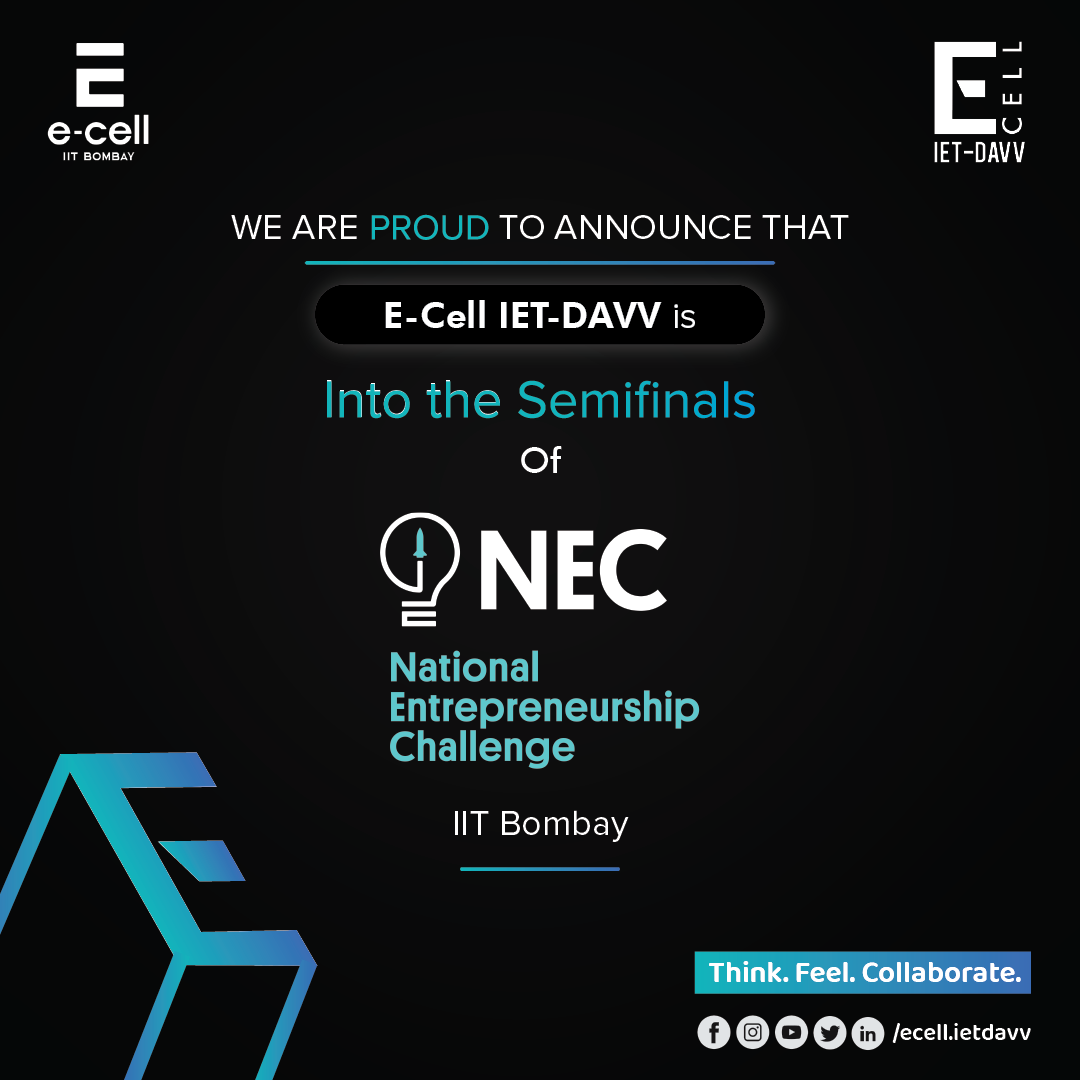 e-cell
IIT BOMBAY
E CELL
IET-DAVV
WE ARE PROUD TO ANNOUNCE THAT
E-Cell IET-DAVV is
Into the Semifinals
Of
NEC
National
Entrepreneurship
Challenge
IIT Bombay
Think. Feel. Collaborate.
/ecell.ietdavv